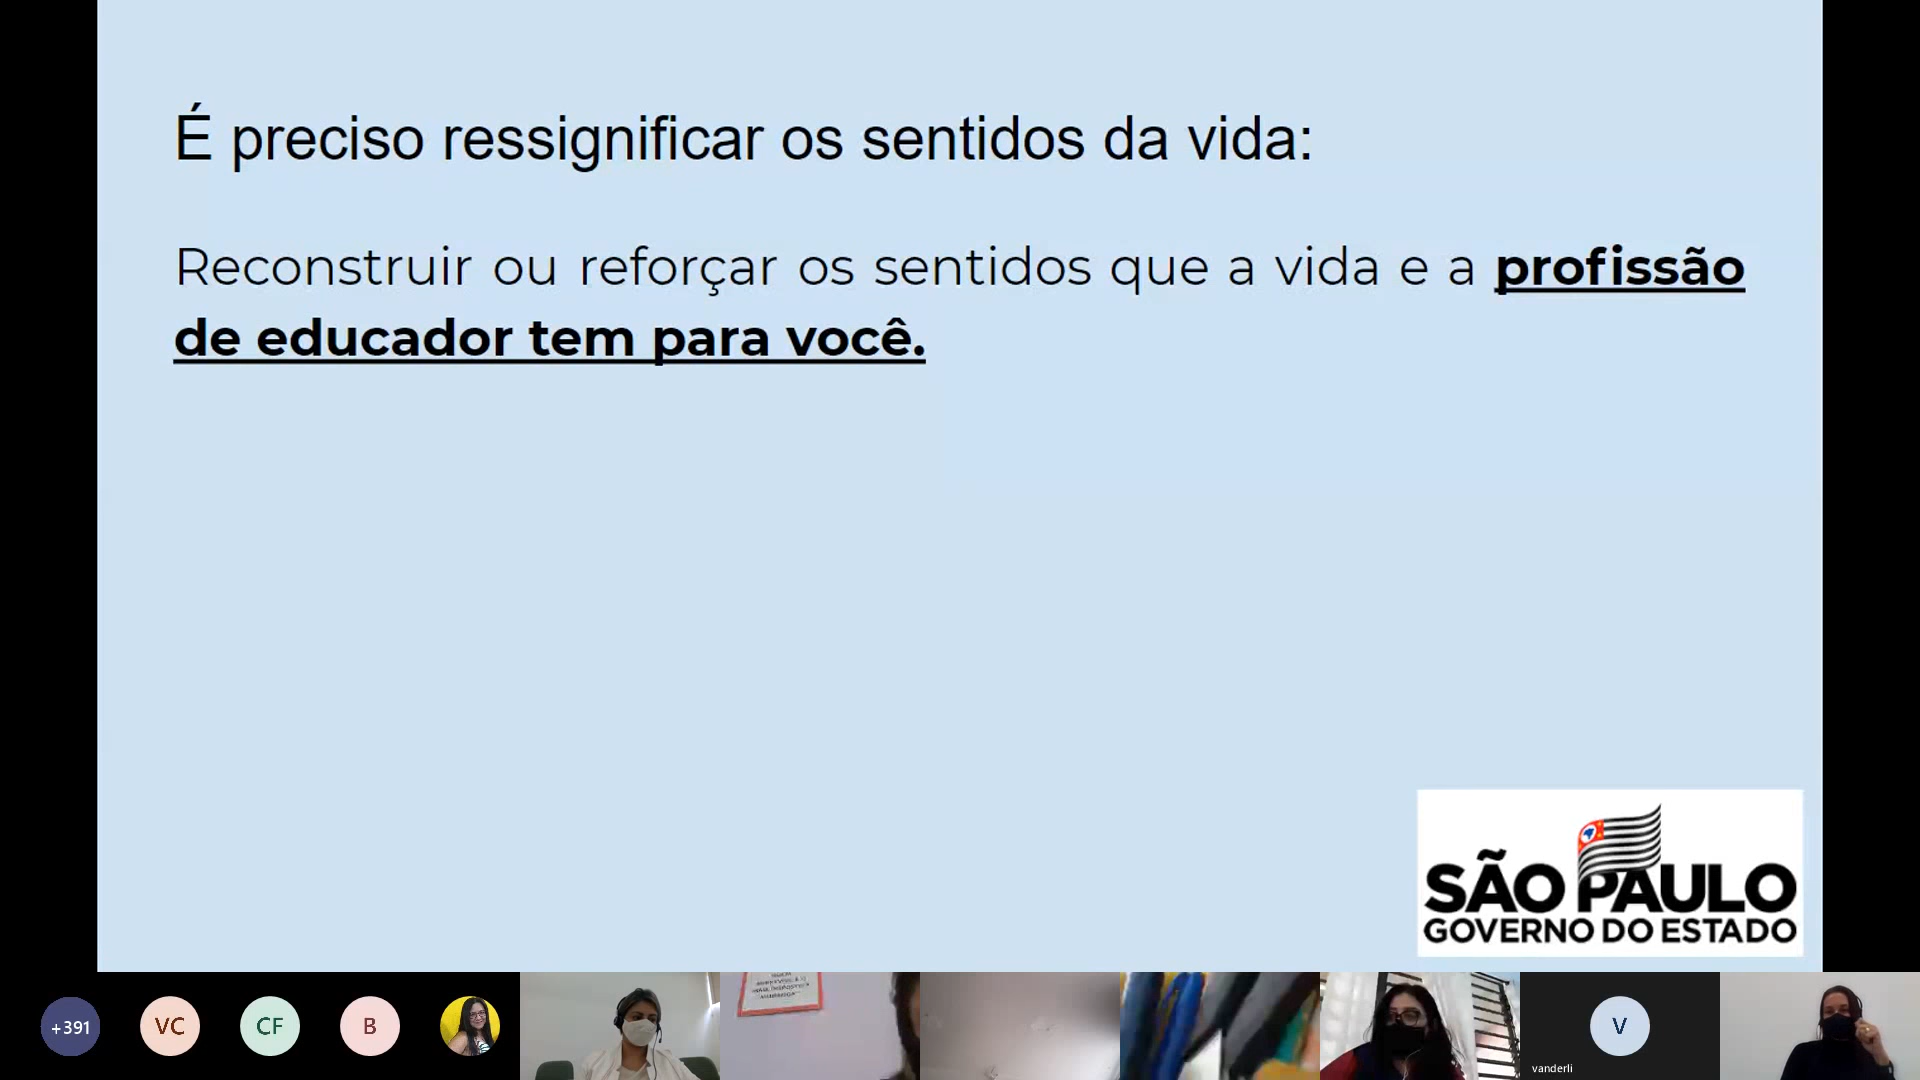 É preciso ressignificar os sentidos da vida:
Reconstruir ou reforçar os sentidos que a vida e a profissão
de educador tem para você.
SÃO PAULO
GOVERNO DO ESTADO
+391
VC
CF
B
V
vanderli